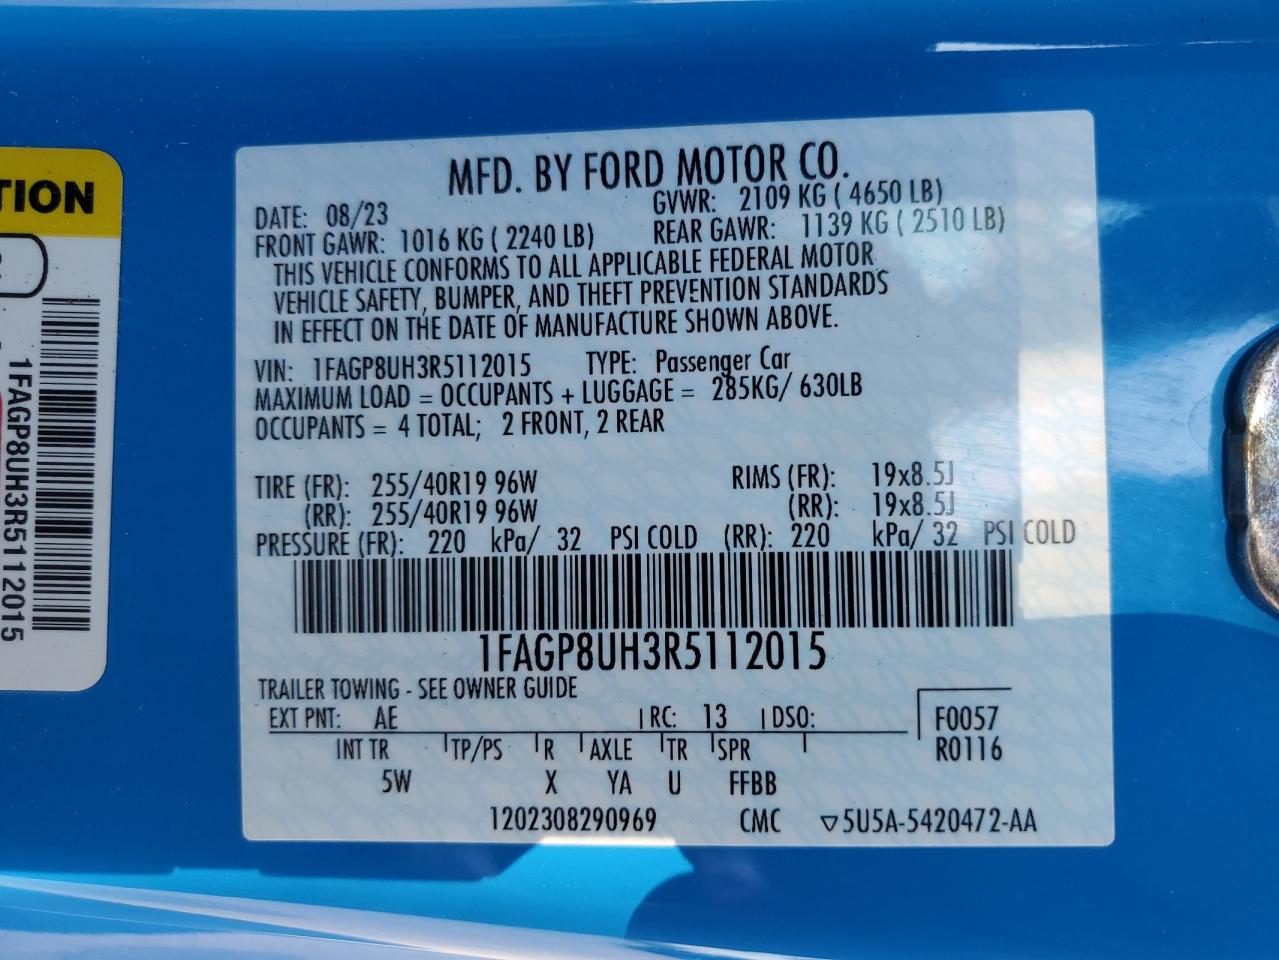 TION
1FAGP8UH3R5112015
MFD. BY FORD MOTOR CO.
DATE: 08/23 GVWR: 2109 KG ( 4650 LB)
FRONT GAWR: 1016 KG ( 2240 LB) REAR GAWR: 1139 KG ( 2510 LB)
THIS VEHICLE CONFORMS TO ALL APPLICABLE FEDERAL MOTOR
VEHICLE SAFETY, BUMPER, AND THEFT PREVENTION STANDARDS
IN EFFECT ON THE DATE OF MANUFACTURE SHOWN ABOVE.
VIN: 1FAGP8UH3R5112015 TYPE: Passenger Car
MAXIMUM LOAD = OCCUPANTS + LUGGAGE = 285KG/ 630LB
OCCUPANTS = 4 TOTAL; 2 FRONT, 2 REAR
TIRE (FR): 255/40R19 96W RIMS (FR): 19x8.5J
(RR): 255/40R19 96W (RR): 19x8.5J
PRESSURE (FR): 220 kPa/ 32 PSI COLD (RR): 220 kPa/ 32 PSI COLD
1FAGP8UH3R5112015
TRAILER TOWING - SEE OWNER GUIDE
EXT PNT: AE RC: 13 DSO: F0057
INT TR TP/PS R AXLE TR SPR R0116
5W X YA U FFBB
1202308290969 CMC ▽5U5A-5420472-AA